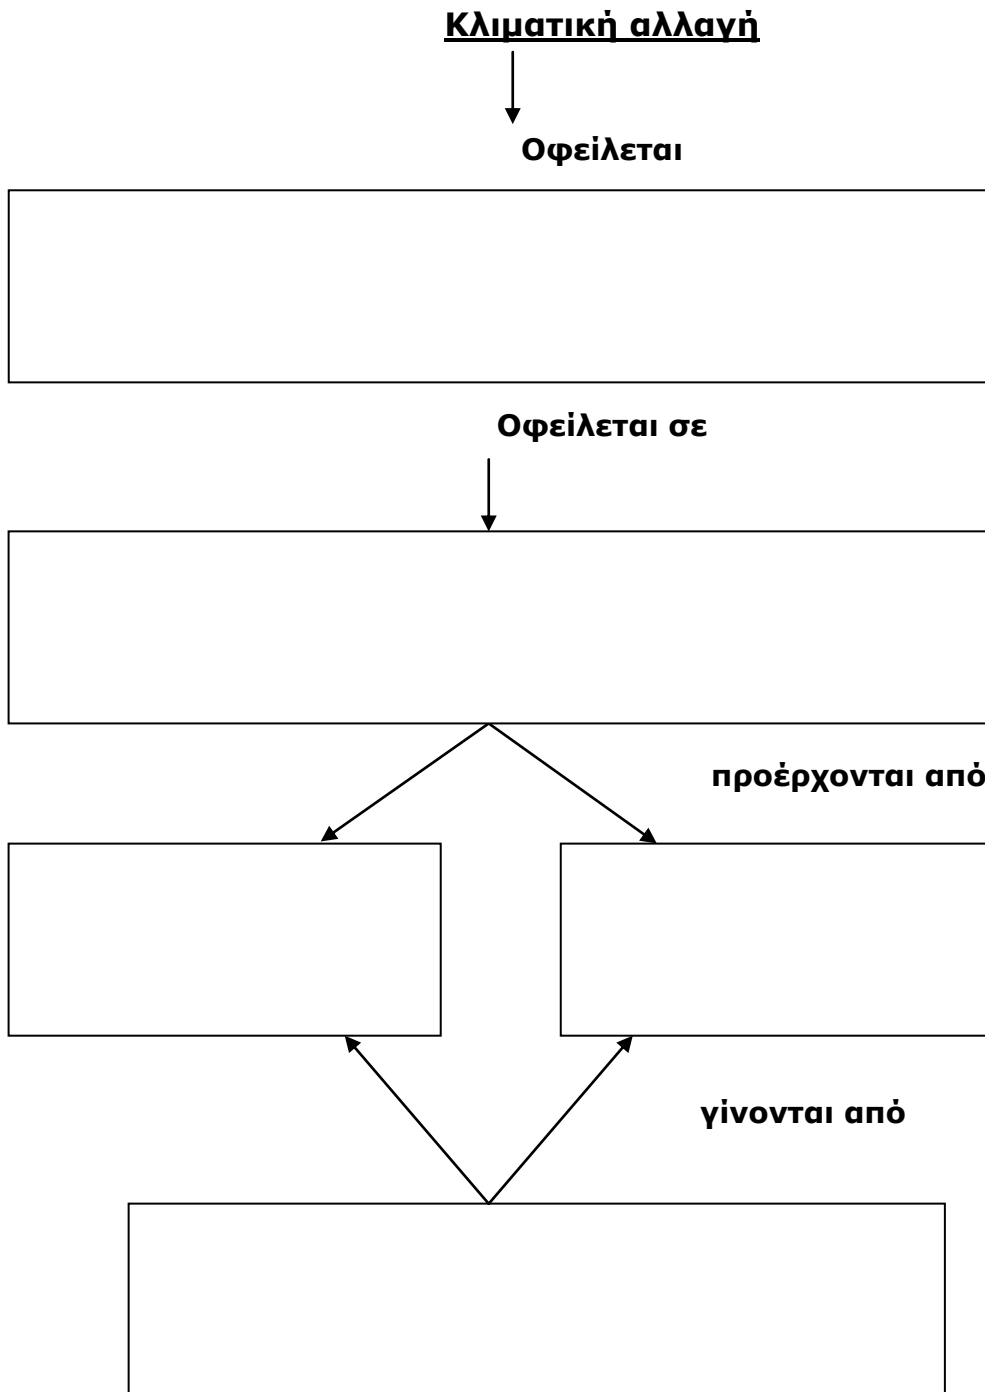 Κλιματική αλλαγή
Οφείλεται
Οφείλεται σε
προέρχονται από
γίνονται από